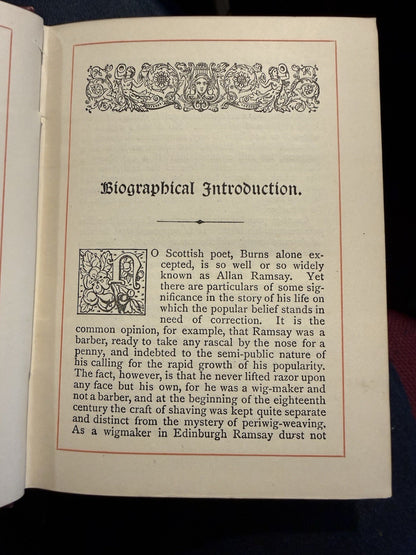 Biographical Introduction.
NO Scottish poet, Burns alone ex-
cepted, is so well or so widely
known as Allan Ramsay. Yet
there are particulars of some sig-
nificance in the story of his life on
which the popular belief stands in
need of correction. It is the
common opinion, for example, that Ramsay was a
barber, ready to take any rascal by the nose for a
penny, and indebted to the semi-public nature of
his calling for the rapid growth of his popularity.
The fact, however, is that he never lifted razor upon
any face but his own, for he was a wig-maker and
not a barber, and at the beginning of the eighteenth
century the craft of shaving was kept quite separate
and distinct from the mystery of periwig-weaving.
As a wigmaker in Edinburgh Ramsay durst not